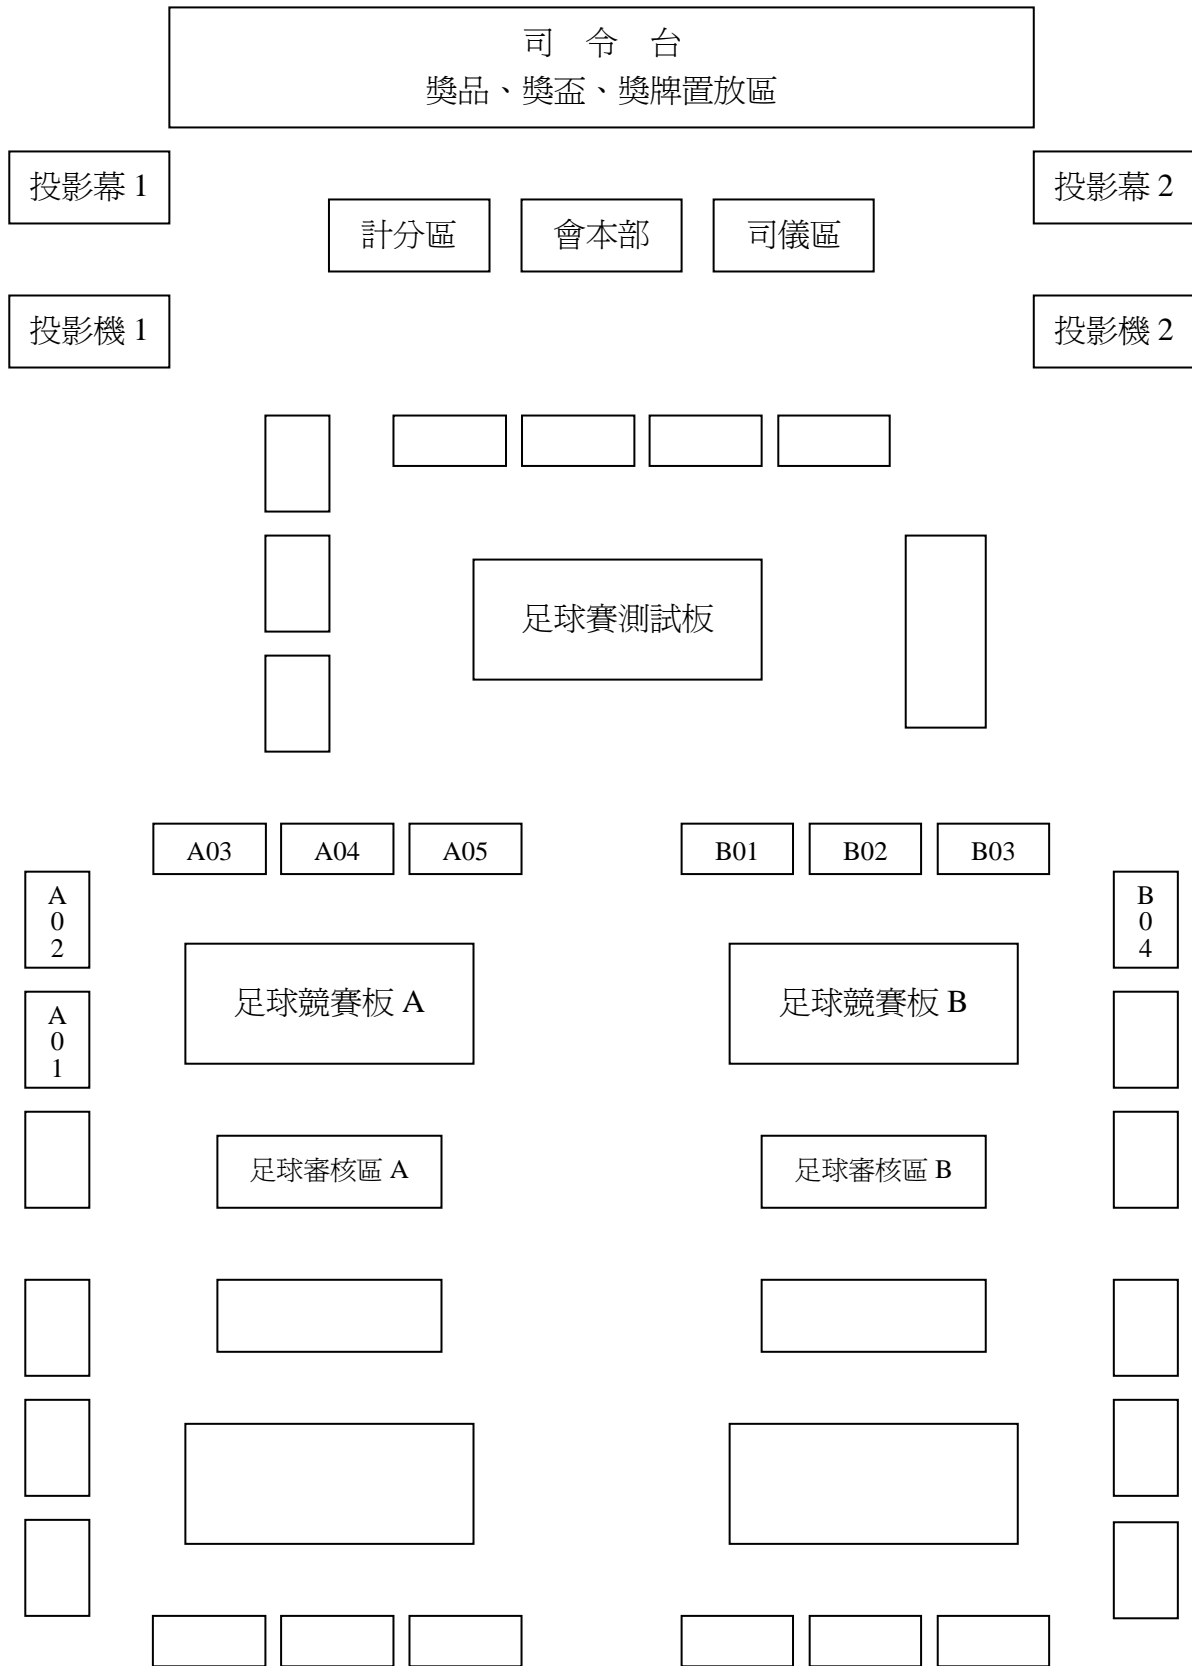 司 令 台
獎品、獎盃、獎牌置放區
投影幕 1
投影幕 2
計分區
會本部
司儀區
投影機 1
投影機 2
足球賽測試板
A03
A04
A05
B01
B02
B03
A02
B04
足球競賽板 A
足球競賽板 B
A01
足球審核區 A
足球審核區 B